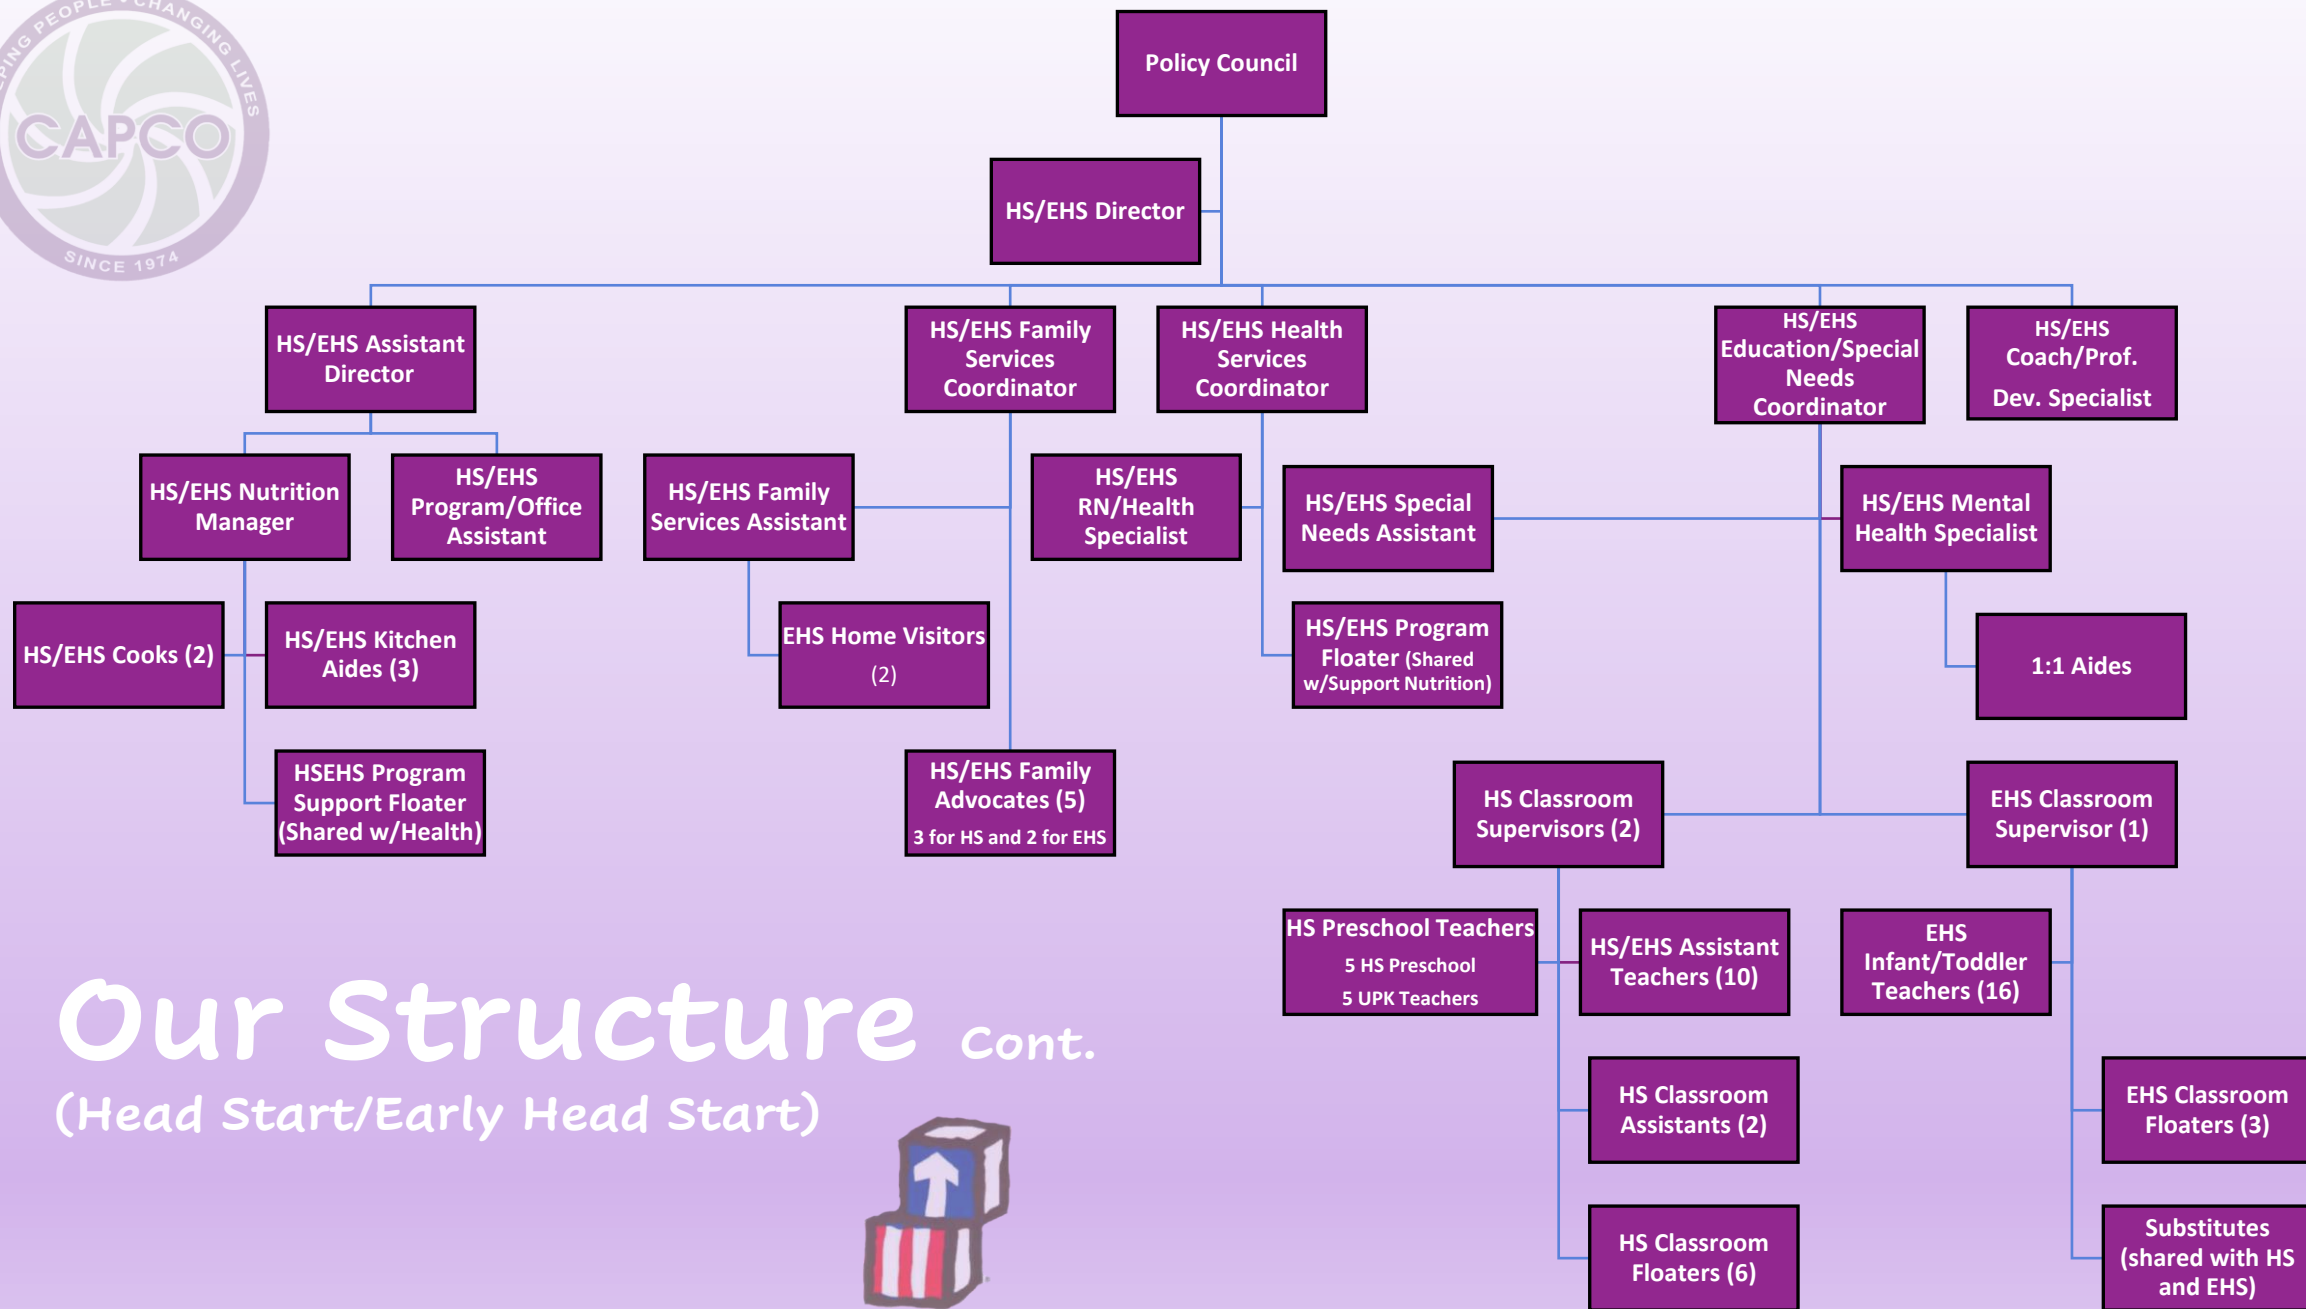 HELPING PEOPLE • CHANGING LIVES
CAPCO
SINCE 1974
Policy Council
HS/EHS Director
HS/EHS Assistant
Director
HS/EHS Family
Services
Coordinator
HS/EHS Health
Services
Coordinator
HS/EHS
Education/Special
Needs
Coordinator
HS/EHS
Coach/Prof.
Dev. Specialist
HS/EHS Nutrition
Manager
HS/EHS
Program/Office
Assistant
HS/EHS Family
Services Assistant
HS/EHS
RN/Health
Specialist
HS/EHS Special
Needs Assistant
HS/EHS Mental
Health Specialist
HS/EHS Cooks (2)
HS/EHS Kitchen
Aides (3)
EHS Home Visitors
(2)
HS/EHS Program
Floater (Shared
w/Support Nutrition)
1:1 Aides
HSEHS Program
Support Floater
(Shared w/Health)
HS/EHS Family
Advocates (5)
3 for HS and 2 for EHS
HS Classroom
Supervisors (2)
EHS Classroom
Supervisor (1)
HS Preschool Teachers
5 HS Preschool
5 UPK Teachers
HS/EHS Assistant
Teachers (10)
EHS
Infant/Toddler
Teachers (16)
HS Classroom
Assistants (2)
EHS Classroom
Floaters (3)
HS Classroom
Floaters (6)
Substitutes
(shared with HS
and EHS)
Our Structure Cont.
(Head Start/Early Head Start)